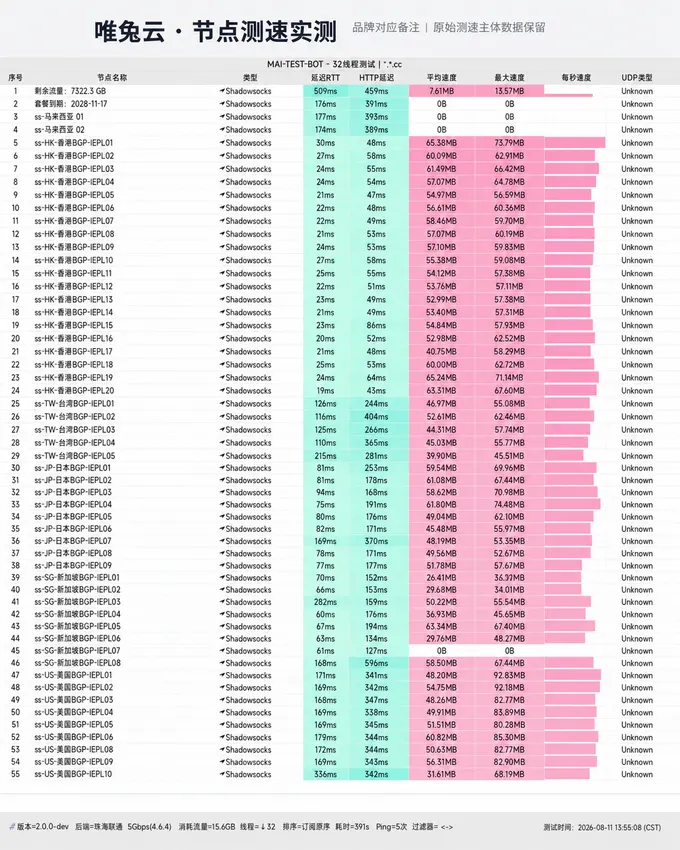 唯兔云 · 节点测速实测 品牌对应备注 | 原始测速主体数据保留
MAI-TEST-BOT - 32线程测试 | ~*.*.cc
序号 节点名称 类型 延迟RTT HTTP延迟 平均速度 最大速度 每秒速度 UDP类型
1 剩余流量: 7322.3 GB Shadowsocks 509ms 459ms 7.61MB 13.57MB Unknown
2 套餐到期: 2028-11-17 Shadowsocks 176ms 391ms 0B 0B Unknown
3 ss-马来西亚 01 Shadowsocks 177ms 393ms 0B 0B Unknown
4 ss-马来西亚 02 Shadowsocks 174ms 389ms 0B 0B Unknown
5 ss-HK-香港BGP-IEPL01 Shadowsocks 30ms 48ms 65.38MB 73.79MB Unknown
6 ss-HK-香港BGP-IEPL02 Shadowsocks 27ms 58ms 60.09MB 62.91MB Unknown
7 ss-HK-香港BGP-IEPL03 Shadowsocks 24ms 55ms 61.49MB 66.42MB Unknown
8 ss-HK-香港BGP-IEPL04 Shadowsocks 24ms 54ms 57.07MB 64.78MB Unknown
9 ss-HK-香港BGP-IEPL05 Shadowsocks 21ms 47ms 54.97MB 56.59MB Unknown
10 ss-HK-香港BGP-IEPL06 Shadowsocks 22ms 48ms 56.61MB 60.36MB Unknown
11 ss-HK-香港BGP-IEPL07 Shadowsocks 22ms 49ms 58.46MB 59.70MB Unknown
12 ss-HK-香港BGP-IEPL08 Shadowsocks 21ms 53ms 57.07MB 60.19MB Unknown
13 ss-HK-香港BGP-IEPL09 Shadowsocks 24ms 53ms 57.10MB 59.83MB Unknown
14 ss-HK-香港BGP-IEPL10 Shadowsocks 27ms 58ms 55.38MB 59.08MB Unknown
15 ss-HK-香港BGP-IEPL11 Shadowsocks 25ms 55ms 54.12MB 57.38MB Unknown
16 ss-HK-香港BGP-IEPL12 Shadowsocks 22ms 51ms 53.76MB 57.11MB Unknown
17 ss-HK-香港BGP-IEPL13 Shadowsocks 23ms 49ms 52.99MB 57.38MB Unknown
18 ss-HK-香港BGP-IEPL14 Shadowsocks 21ms 49ms 53.40MB 57.31MB Unknown
19 ss-HK-香港BGP-IEPL15 Shadowsocks 23ms 86ms 54.84MB 57.93MB Unknown
20 ss-HK-香港BGP-IEPL16 Shadowsocks 20ms 52ms 52.98MB 62.52MB Unknown
21 ss-HK-香港BGP-IEPL17 Shadowsocks 21ms 48ms 40.75MB 58.29MB Unknown
22 ss-HK-香港BGP-IEPL18 Shadowsocks 25ms 53ms 60.00MB 62.72MB Unknown
23 ss-HK-香港BGP-IEPL19 Shadowsocks 24ms 64ms 65.24MB 71.14MB Unknown
24 ss-HK-香港BGP-IEPL20 Shadowsocks 19ms 43ms 63.31MB 67.60MB Unknown
25 ss-TW-台湾BGP-IEPL01 Shadowsocks 126ms 244ms 46.97MB 55.08MB Unknown
26 ss-TW-台湾BGP-IEPL02 Shadowsocks 116ms 404ms 52.61MB 62.46MB Unknown
27 ss-TW-台湾BGP-IEPL03 Shadowsocks 125ms 266ms 44.31MB 57.74MB Unknown
28 ss-TW-台湾BGP-IEPL04 Shadowsocks 110ms 365ms 45.03MB 55.77MB Unknown
29 ss-TW-台湾BGP-IEPL05 Shadowsocks 215ms 281ms 39.90MB 45.51MB Unknown
30 ss-JP-日本BGP-IEPL01 Shadowsocks 81ms 253ms 59.54MB 69.96MB Unknown
31 ss-JP-日本BGP-IEPL02 Shadowsocks 81ms 178ms 61.08MB 67.44MB Unknown
32 ss-JP-日本BGP-IEPL03 Shadowsocks 94ms 168ms 58.62MB 70.98MB Unknown
33 ss-JP-日本BGP-IEPL04 Shadowsocks 75ms 191ms 61.80MB 74.48MB Unknown
34 ss-JP-日本BGP-IEPL05 Shadowsocks 80ms 176ms 49.04MB 62.10MB Unknown
35 ss-JP-日本BGP-IEPL06 Shadowsocks 82ms 171ms 45.48MB 55.97MB Unknown
36 ss-JP-日本BGP-IEPL07 Shadowsocks 169ms 370ms 48.19MB 53.35MB Unknown
37 ss-JP-日本BGP-IEPL08 Shadowsocks 78ms 171ms 49.56MB 52.67MB Unknown
38 ss-JP-日本BGP-IEPL09 Shadowsocks 77ms 177ms 51.78MB 57.67MB Unknown
39 ss-SG-新加坡BGP-IEPL01 Shadowsocks 70ms 152ms 26.41MB Unknown
40 ss-SG-新加坡BGP-IEPL02 Shadowsocks 66ms 153ms 29.68MB 34.01MB Unknown
41 ss-SG-新加坡BGP-IEPL03 Shadowsocks 282ms 159ms 50.22MB 55.54MB Unknown
42 ss-SG-新加坡BGP-IEPL04 Shadowsocks 60ms 176ms 36.93MB 45.65MB Unknown
43 ss-SG-新加坡BGP-IEPL05 Shadowsocks 67ms 194ms 63.34MB 67.40MB Unknown
44 ss-SG-新加坡BGP-IEPL06 Shadowsocks 63ms 134ms 29.76MB 48.27MB Unknown
45 ss-SG-新加坡BGP-IEPL07 Shadowsocks 61ms 127ms 0B 0B Unknown
46 ss-SG-新加坡BGP-IEPL08 Shadowsocks 168ms 596ms 58.50MB 67.44MB Unknown
47 ss-US-美国BGP-IEPL01 Shadowsocks 171ms 341ms 48.20MB 92.83MB Unknown
48 ss-US-美国BGP-IEPL02 Shadowsocks 169ms 342ms 54.75MB 92.18MB Unknown
49 ss-US-美国BGP-IEPL03 Shadowsocks 168ms 347ms 48.26MB 82.77MB Unknown
50 ss-US-美国BGP-IEPL04 Shadowsocks 169ms 338ms 49.91MB 83.89MB Unknown
51 ss-US-美国BGP-IEPL05 Shadowsocks 169ms 345ms 51.51MB 80.28MB Unknown
52 ss-US-美国BGP-IEPL06 Shadowsocks 179ms 344ms 60.82MB 85.30MB Unknown
53 ss-US-美国BGP-IEPL08 Shadowsocks 172ms 344ms 50.63MB 82.77MB Unknown
54 ss-US-美国BGP-IEPL09 Shadowsocks 169ms 343ms 56.31MB 82.90MB Unknown
55 ss-US-美国BGP-IEPL10 Shadowsocks 336ms 342ms 31.61MB 68.19MB Unknown
版本=2.0.0-dev 后端=珠海联通 5Gbps(4.6.4) 消耗流量=15.6GB 线程=↓32 排序=订阅原序 耗时=391s Ping=5次 过滤器= <-> 测试时间: 2026-08-11 13:55:08 (CST)